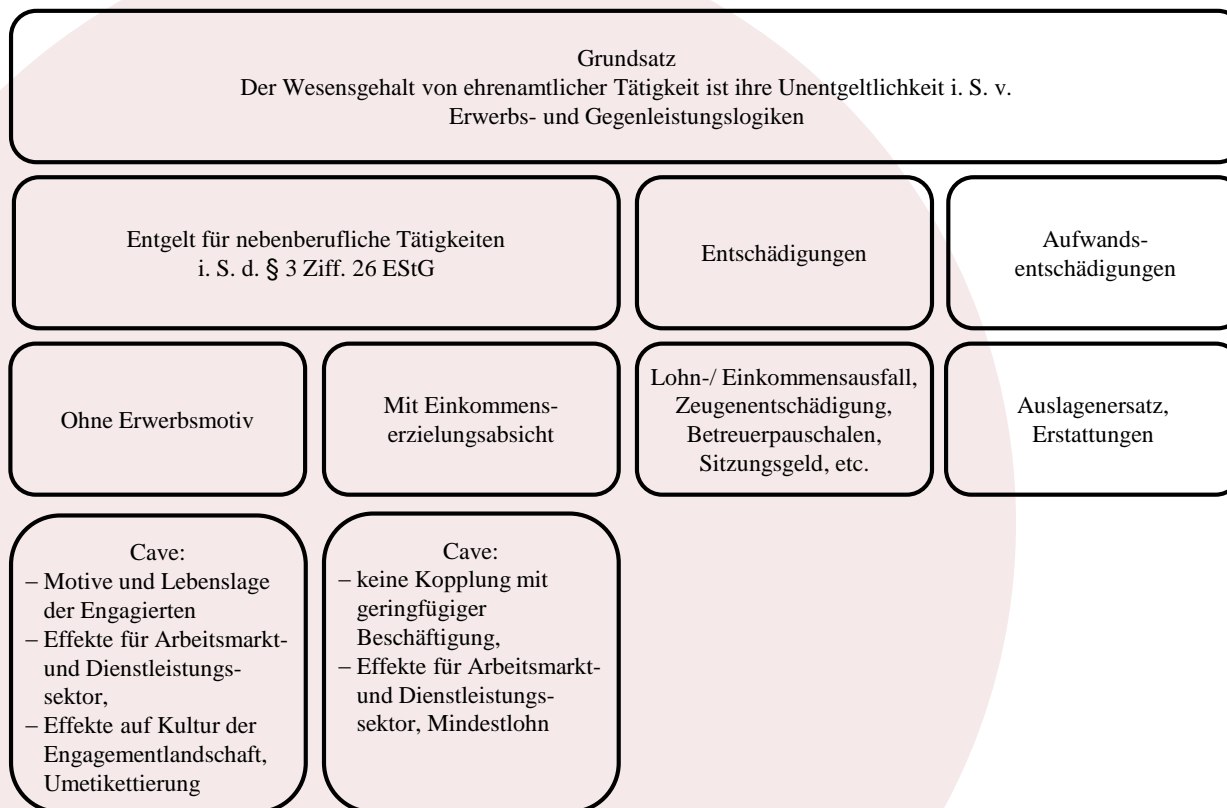 Grundsatz
Der Wesensgehalt von ehrenamtlicher Tätigkeit ist ihre Unentgeltlichkeit i. S. v.
Erwerbs- und Gegenleistungslogiken
Entgelt für nebenberufliche Tätigkeiten
i. S. d. § 3 Ziff. 26 EStG
Entschädigungen
Aufwands-
entschädigungen
Ohne Erwerbsmotiv
Mit Einkommens-
erzielungsabsicht
Lohn-/ Einkommensausfall,
Zeugenentschädigung,
Betreuerpauschalen,
Sitzungsgeld, etc.
Auslagenersatz,
Erstattungen
Cave:
– Motive und Lebenslage
der Engagierten
– Effekte für Arbeitsmarkt-
und Dienstleistungs-
sektor,
– Effekte auf Kultur der
Engagementlandschaft,
Umetikettierung
Cave:
– keine Kopplung mit
geringfügiger
Beschäftigung,
– Effekte für Arbeitsmarkt-
und Dienstleistungs-
sektor, Mindestlohn